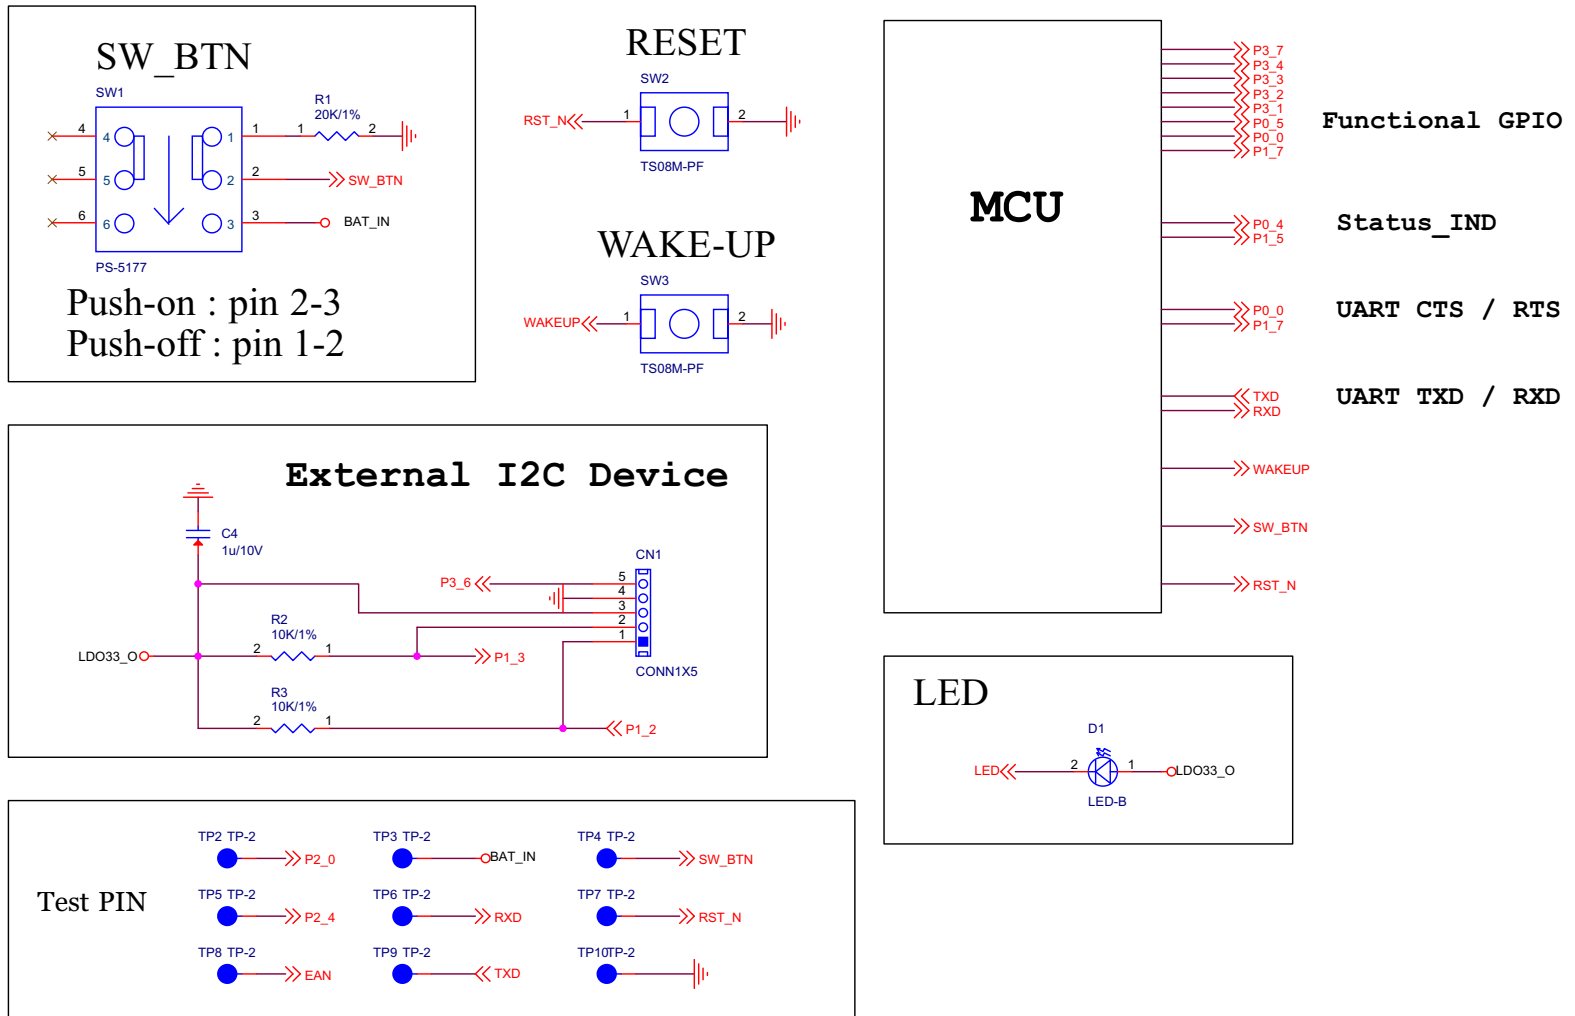 SW_BTN
SW1
R1
20K/1%
4
4
1
1
1
2
5
5
2
2
SW_BTN
6
6
3
3
BAT_IN
PS-5177
Push-on : pin 2-3
Push-off : pin 1-2
RESET
SW2
RST_N
1
2
TS08M-PF
WAKE-UP
SW3
WAKEUP
1
2
TS08M-PF
MCU
P3_7
P3_4
P3_3
P3_2
P3_1
P0_5
P0_0
P1_7
Functional GPIO
P0_4
P1_5
Status_IND
P0_0
P1_7
UART CTS / RTS
TXD
RXD
UART TXD / RXD
WAKEUP
SW_BTN
RST_N
External I2C Device
C4
1u/10V
CN1
P3_6
5
4
3
2
1
CONN1X5
R2
10K/1%
LDO33_O
2
1
P1_3
R3
10K/1%
2
1
P1_2
LED
D1
LED
2
1
LDO33_O
LED-B
Test PIN
TP2 TP-2
P2_0
TP3 TP-2
BAT_IN
TP4 TP-2
SW_BTN
TP5 TP-2
P2_4
TP6 TP-2
RXD
TP7 TP-2
RST_N
TP8 TP-2
EAN
TP9 TP-2
TXD
TP10TP-2